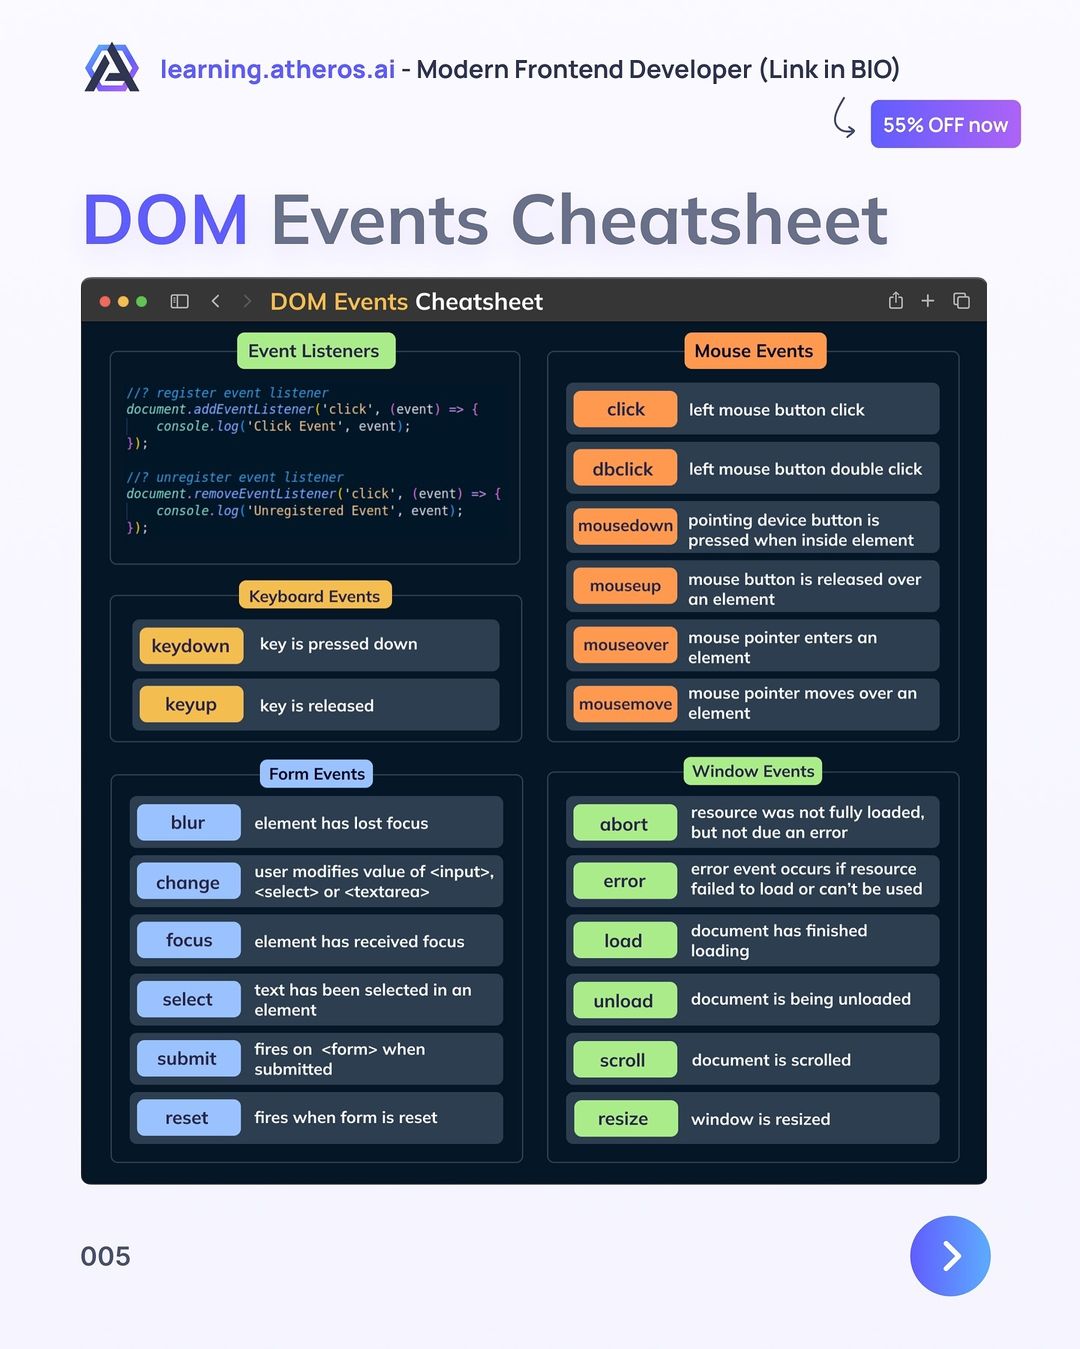 learning.atheros.ai - Modern Frontend Developer (Link in BIO)
55% OFF now
DOM Events Cheatsheet
DOM Events Cheatsheet
Event Listeners
//? register event listener
document.addEventListener('click', (event) => {
    console.log('Click Event', event);
});
//? unregister event listener
document.removeEventListener('click', (event) => {
    console.log('Unregistered Event', event);
});
Keyboard Events
keydown key is pressed down
keyup key is released
Form Events
blur element has lost focus
change user modifies value of <input>,
<select> or <textarea>
focus element has received focus
select text has been selected in an
element
submit fires on <form> when
submitted
reset fires when form is reset
Mouse Events
click left mouse button click
dbclick left mouse button double click
mousedown pointing device button is
pressed when inside element
mouseup mouse button is released over
an element
mouseover mouse pointer enters an
element
mousemove mouse pointer moves over an
element
Window Events
abort resource was not fully loaded,
but not due an error
error error event occurs if resource
failed to load or can't be used
load document has finished
loading
unload document is being unloaded
scroll document is scrolled
resize window is resized
005